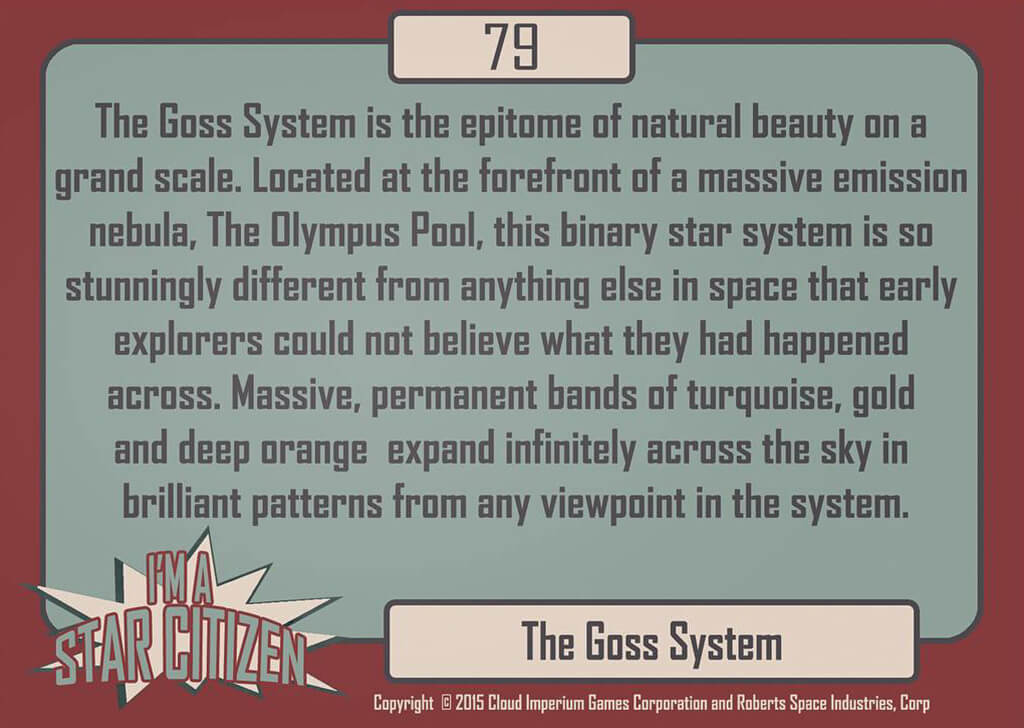 79
The Goss System is the epitome of natural beauty on a
grand scale. Located at the forefront of a massive emission
nebula, The Olympus Pool, this binary star system is so
stunningly different from anything else in space that early
explorers could not believe what they had happened
across. Massive, permanent bands of turquoise, gold
and deep orange  expand infinitely across the sky in
brilliant patterns from any viewpoint in the system.
I'M A
STAR CITIZEN
The Goss System
Copyright © 2015 Cloud Imperium Games Corporation and Roberts Space Industries, Corp